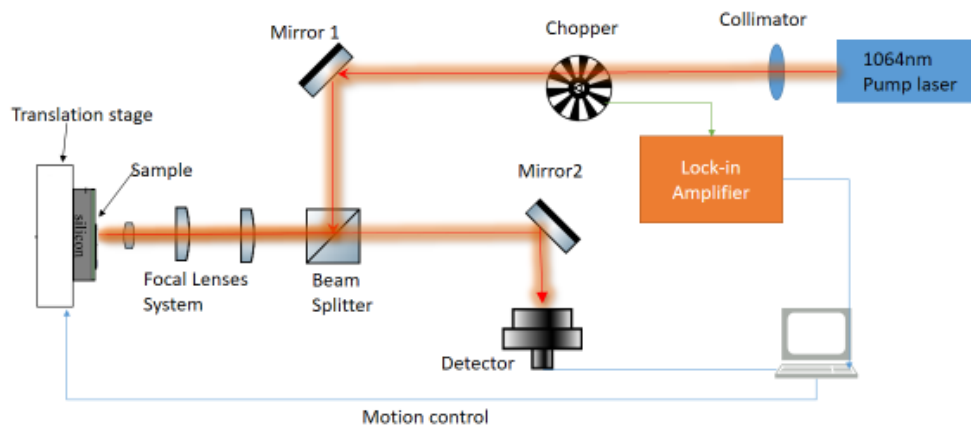 Collimator
Chopper
Mirror 1
1064nm
Pump laser
Translation stage
Sample
Lock-in
Amplifier
Mirror2
silicon
Focal Lenses
System
Beam
Splitter
Detector
Motion control